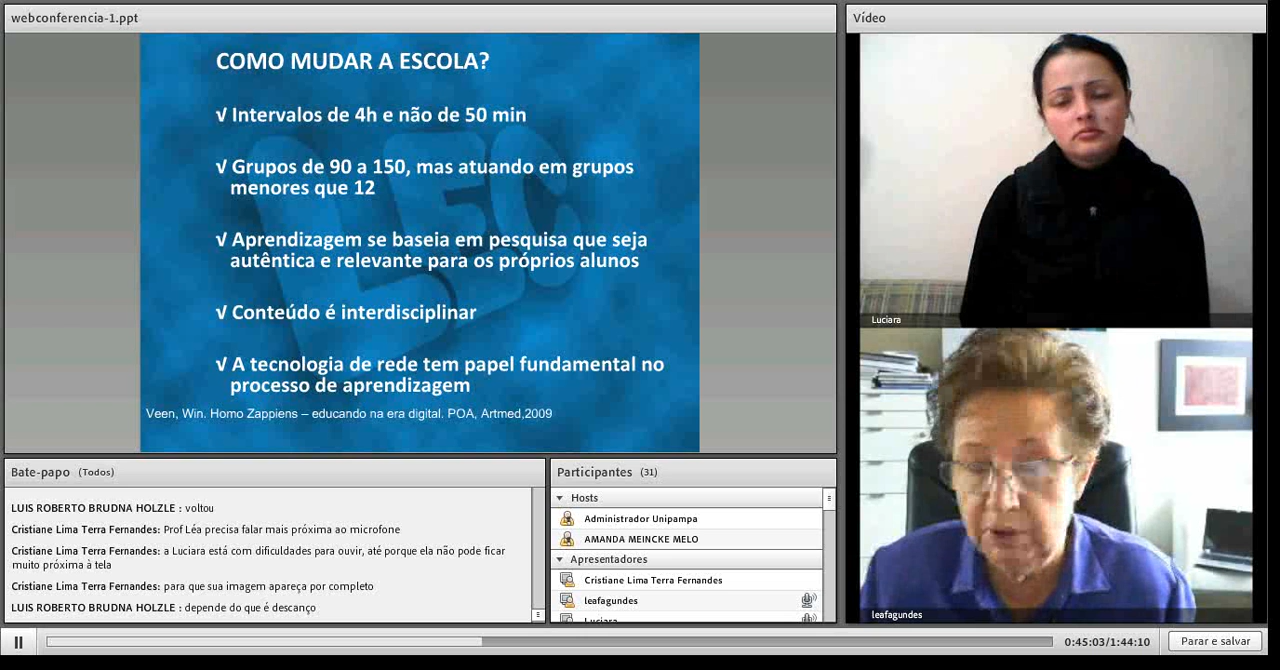 webconferencia-1.ppt
COMO MUDAR A ESCOLA?
√ Intervalos de 4h e não de 50 min
√ Grupos de 90 a 150, mas atuando em grupos
menores que 12
√ Aprendizagem se baseia em pesquisa que seja
autêntica e relevante para os próprios alunos
√ Conteúdo é interdisciplinar
√ A tecnologia de rede tem papel fundamental no
processo de aprendizagem
Veen, Win. Homo Zappiens – educando na era digital. POA, Artmed,2009
LEC
Bate-papo (Todos)
LUIS ROBERTO BRUDNA HOLZLE : voltou
Cristiane Lima Terra Fernandes: Prof Léa precisa falar mais próxima ao microfone
Cristiane Lima Terra Fernandes: a Luciara está com dificuldades para ouvir, até porque ela não pode ficar
muito próxima à tela
Cristiane Lima Terra Fernandes: para que sua imagem apareça por completo
LUIS ROBERTO BRUDNA HOLZLE : depende do que é descanço
Participantes (31)
Hosts
Administrador Unipampa
AMANDA MEINCKE MELO
Apresentadores
Cristiane Lima Terra Fernandes
leafagundes
Luciara
Vídeo
Luciara
leafagundes
0:45:03/1:44:10
Parar e salvar